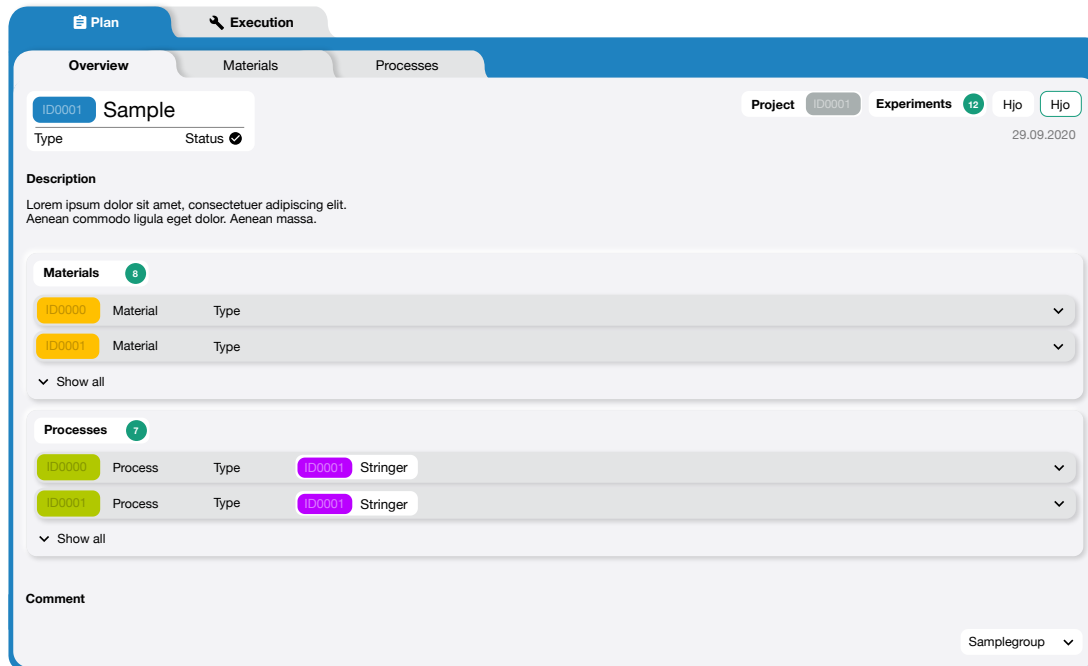 Plan Execution
Overview Materials Processes
ID0001 Sample
Type Status
Project ID0001 Experiments 12 Hjo Hjo
29.09.2020
Description
Lorem ipsum dolor sit amet, consectetuer adipiscing elit.
Aenean commodo ligula eget dolor. Aenean massa.
Materials 8
ID0000 Material Type
ID0001 Material Type
Show all
Processes 7
ID0000 Process Type ID0001 Stringer
ID0001 Process Type ID0001 Stringer
Show all
Comment
Samplegroup